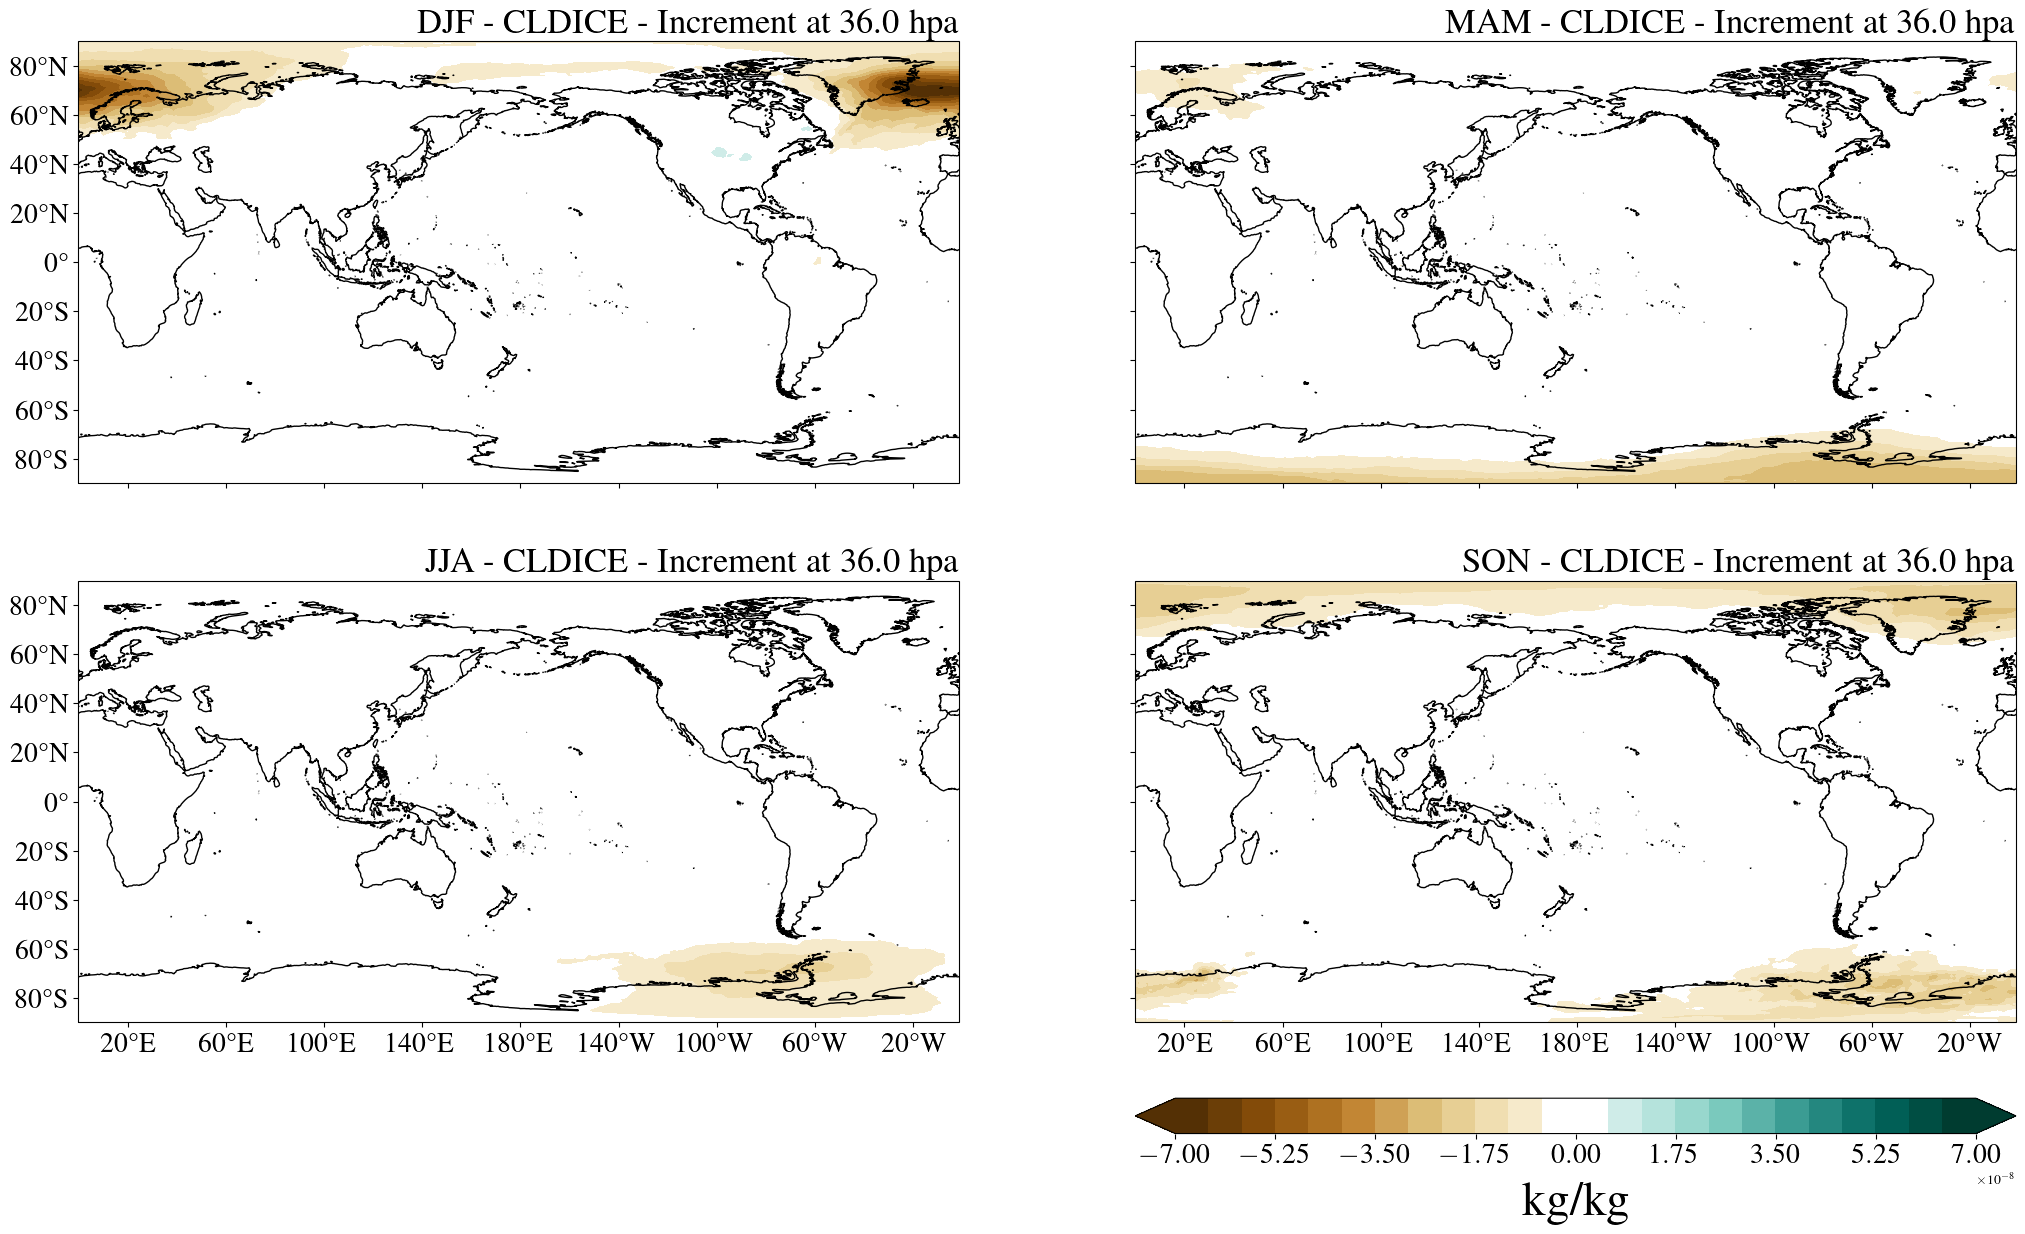 DJF - CLDICE - Increment at 36.0 hpa
MAM - CLDICE - Increment at 36.0 hpa
80°N
60°N
40°N
20°N
0°
20°S
40°S
60°S
80°S
JJA - CLDICE - Increment at 36.0 hpa
SON - CLDICE - Increment at 36.0 hpa
80°N
60°N
40°N
20°N
0°
20°S
40°S
60°S
80°S
20°E 60°E 100°E 140°E 180°E 140°W 100°W 60°W 20°W
20°E 60°E 100°E 140°E 180°E 140°W 100°W 60°W 20°W
−7.00 −5.25 −3.50 −1.75 0.00 1.75 3.50 5.25 7.00
×10⁻⁸
kg/kg